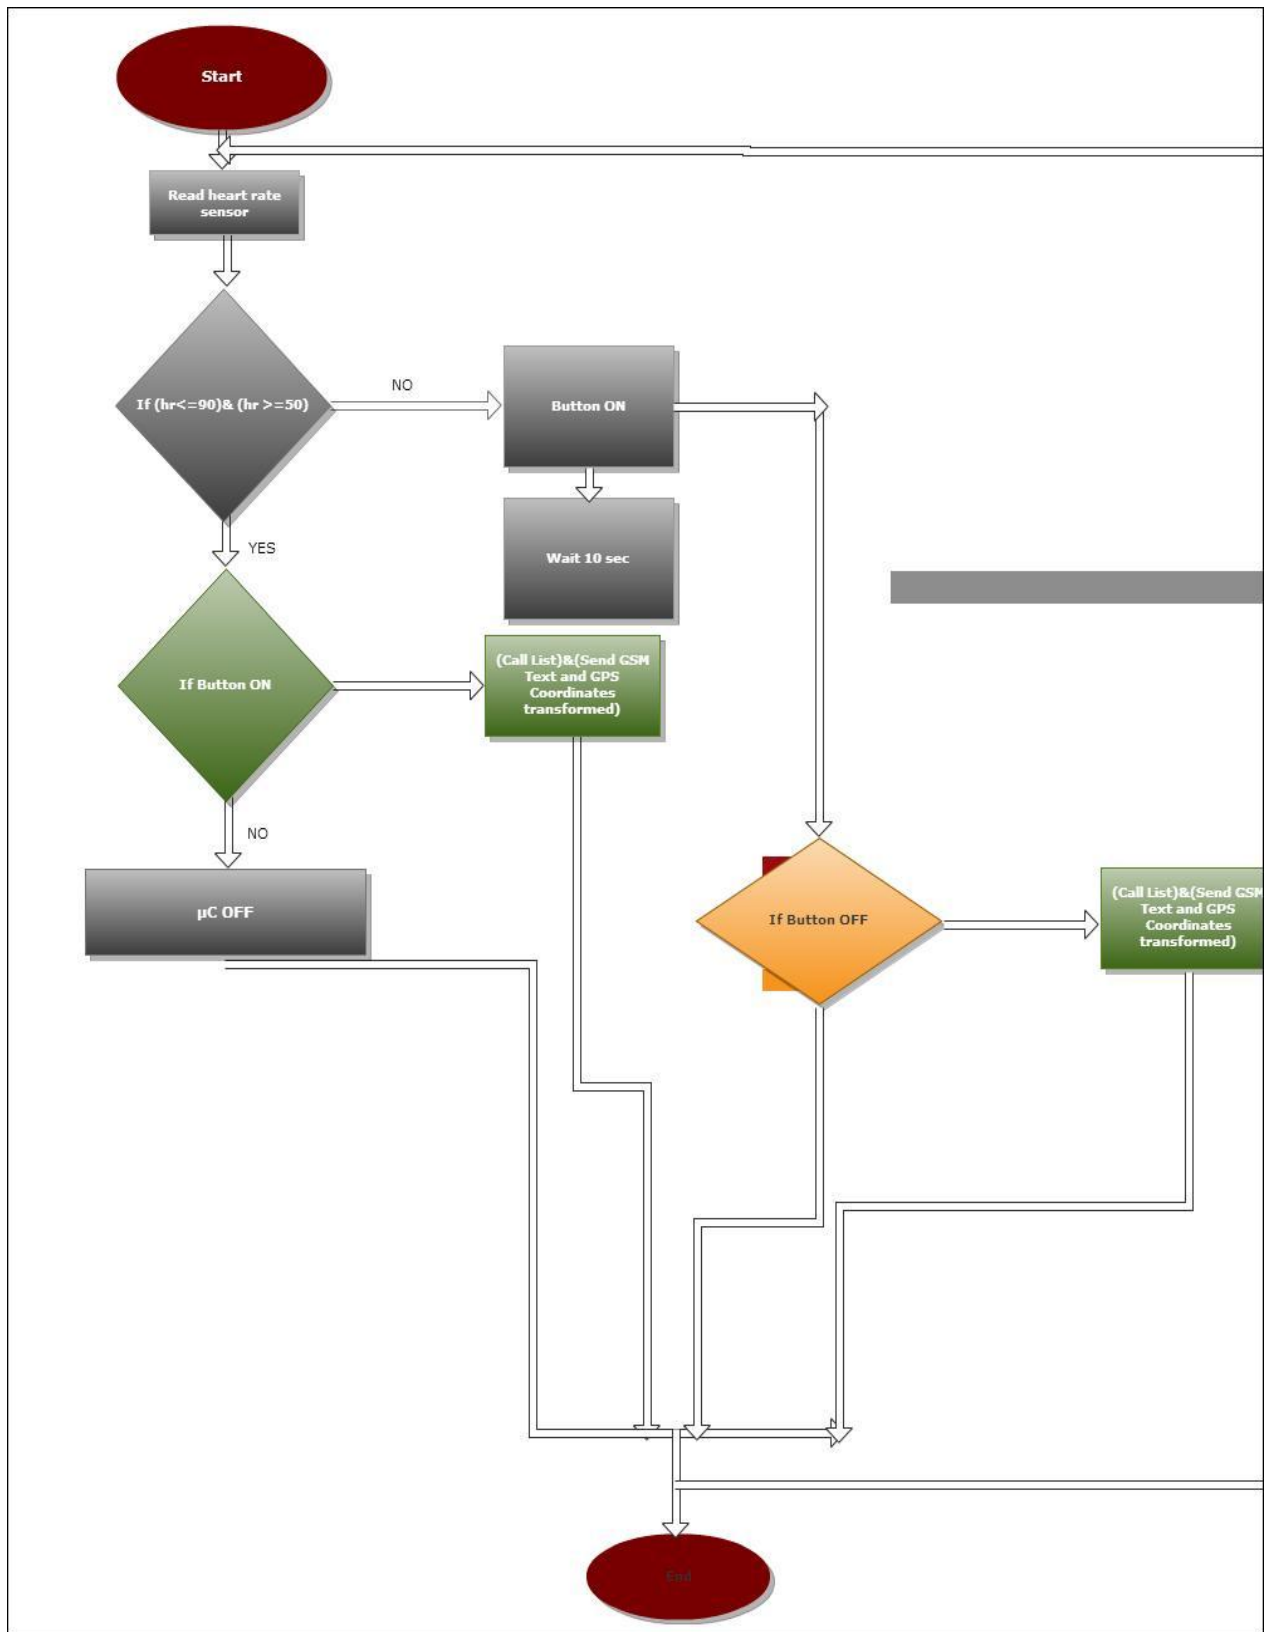 Start
Read heart rate
sensor
If (hr<=90)& (hr >=50)
NO
Button ON
Wait 10 sec
YES
If Button ON
(Call List)&(Send GSM
Text and GPS
Coordinates
transformed)
NO
µC OFF
If Button OFF
(Call List)&(Send GSM
Text and GPS
Coordinates
transformed)
End